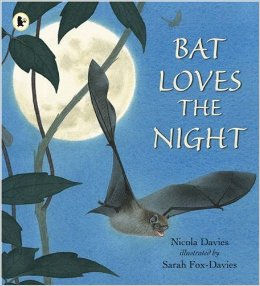 BAT
LOVES
THE
NIGHT
Nicola Davies
illustrated by
Sarah Fox-Davies